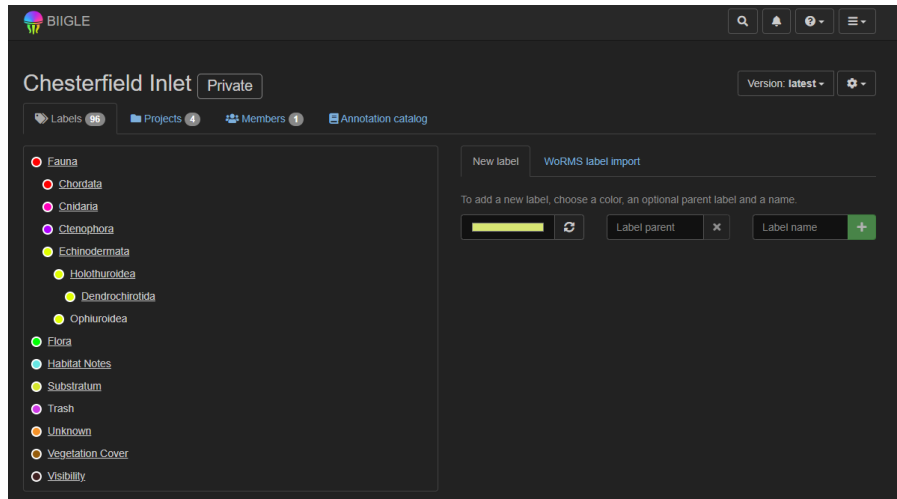 BIIGLE
Chesterfield Inlet Private
Version: latest
Labels 96 Projects 4 Members 1 Annotation catalog
Fauna
Chordata
Cnidaria
Ctenophora
Echinodermata
Holothuroidea
Dendrochirotida
Ophiuroidea
Flora
Habitat Notes
Substratum
Trash
Unknown
Vegetation Cover
Visibility
New label WoRMS label import
To add a new label, choose a color, an optional parent label and a name.
Label parent Label name